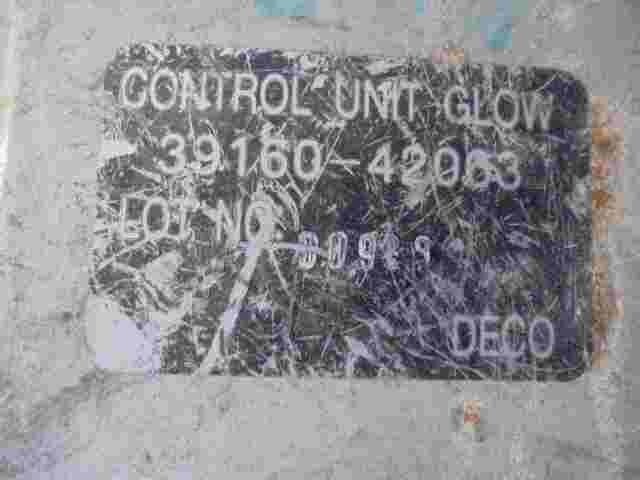 CONTROL UNIT GLOW
39160-42063
LOT NO
DECO